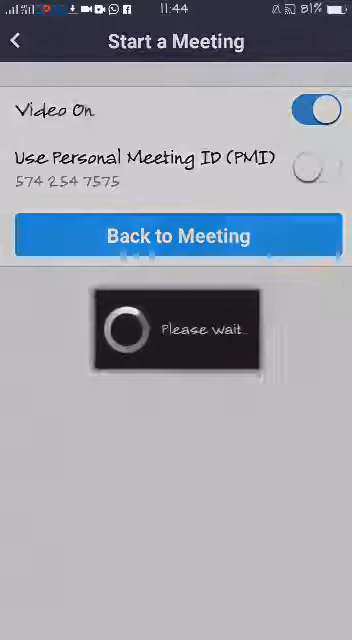 11:44 81%
Start a Meeting
Video On
Use Personal Meeting ID (PMI)
574 254 7575
Back to Meeting
Please wait..